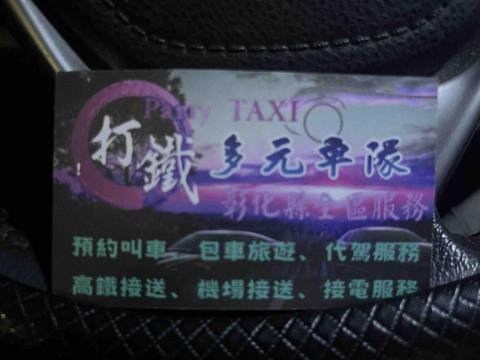 Party TAXI
打鐵 多元車隊
彰化縣全區服務
預約叫車、包車旅遊、代駕服務
高鐵接送、機場接送、接電服務